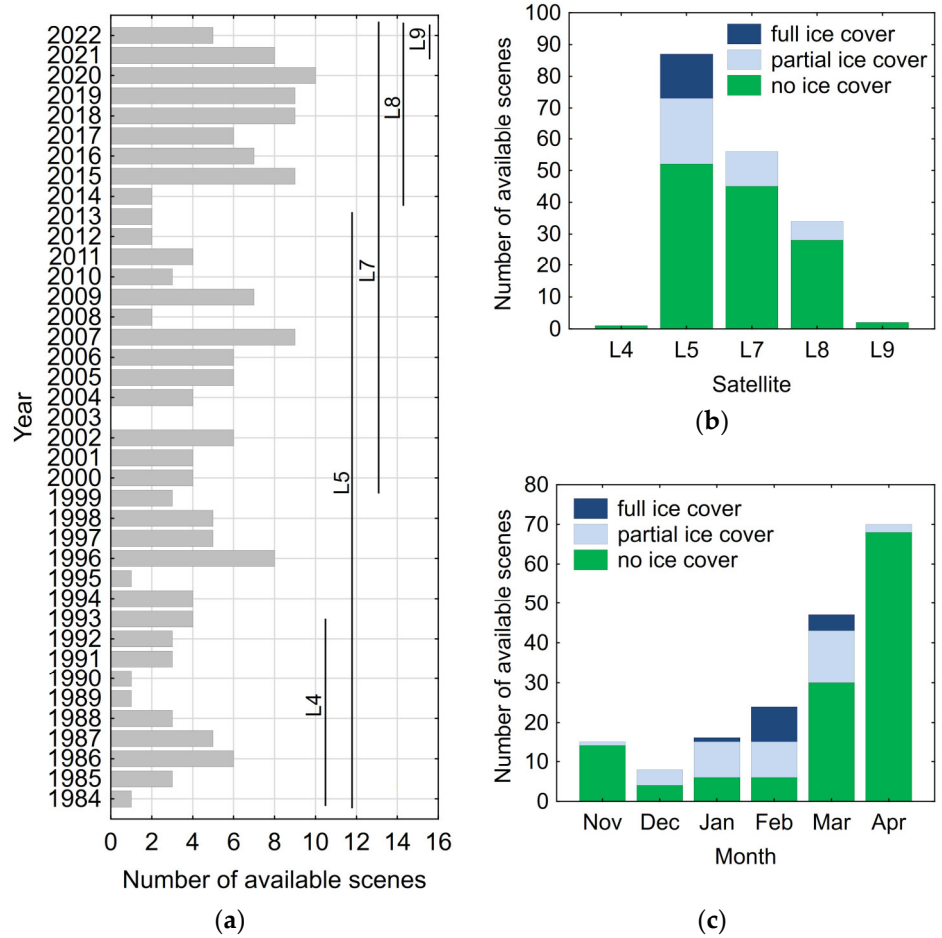 2022
2021
2020
2019
2018
2017
2016
2015
2014
2013
2012
2011
2010
2009
2008
2007
2006
2005
2004
2003
2002
2001
2000
1999
1998
1997
1996
1995
1994
1993
1992
1991
1990
1989
1988
1987
1986
1985
1984
Year
L9
L8
L7
L5
L4
0 2 4 6 8 10 12 14 16
Number of available scenes
(a)
100
90
80
70
60
50
40
30
20
10
0
Number of available scenes
full ice cover
partial ice cover
no ice cover
L4 L5 L7 L8 L9
Satellite
(b)
80
70
60
50
40
30
20
10
0
Number of available scenes
full ice cover
partial ice cover
no ice cover
Nov Dec Jan Feb Mar Apr
Month
(c)